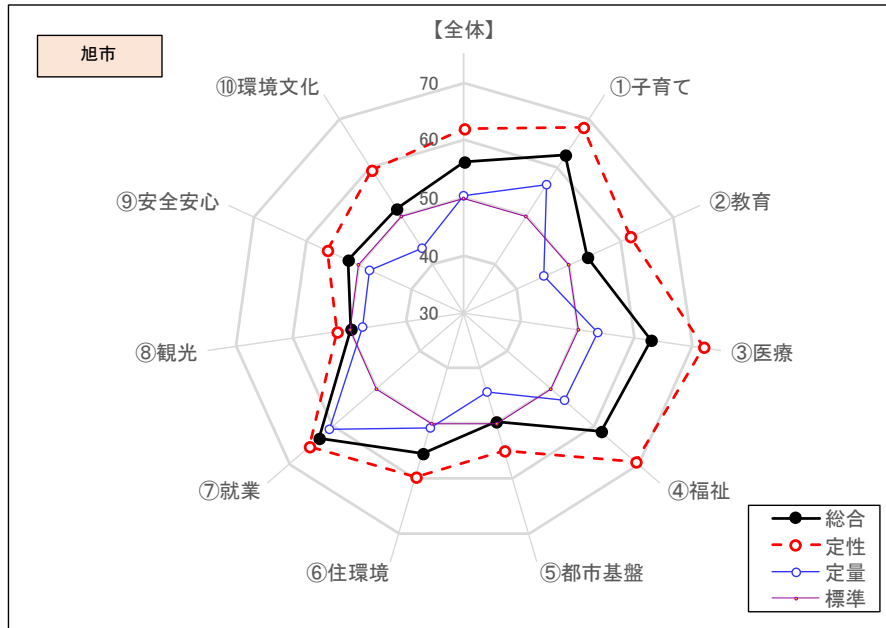 旭市
【全体】
①子育て
②教育
③医療
④福祉
⑤都市基盤
⑥住環境
⑦就業
⑧観光
⑨安全安心
⑩環境文化
70
60
50
40
30
総合
定性
定量
標準